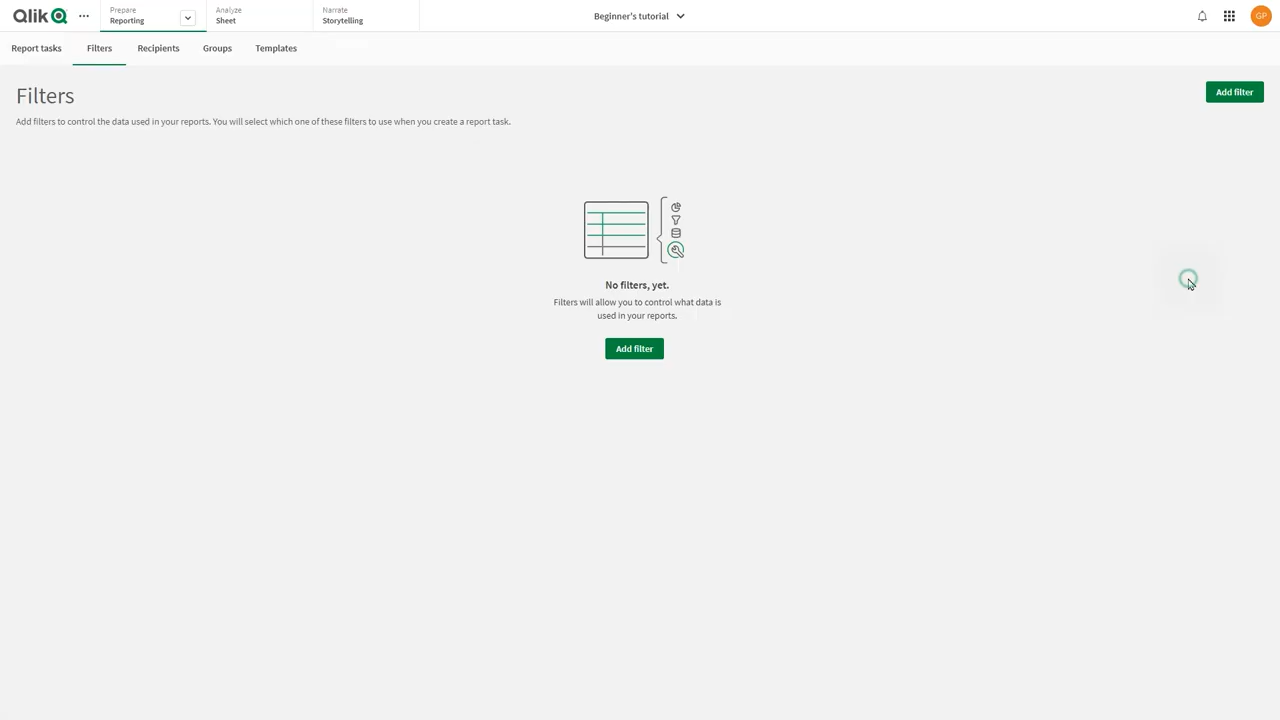 Qlik
Prepare
Reporting
Analyze
Sheet
Narrate
Storytelling
Beginner's tutorial
GP
Report tasks
Filters
Recipients
Groups
Templates
Filters
Add filter
Add filters to control the data used in your reports. You will select which one of these filters to use when you create a report task.
No filters, yet.
Filters will allow you to control what data is
used in your reports.
Add filter